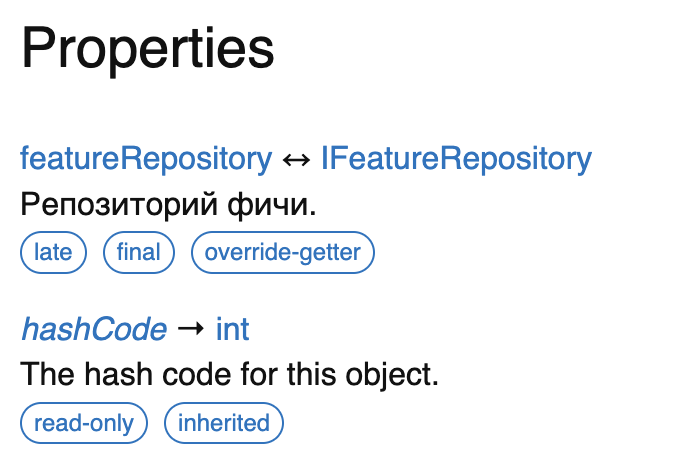 Properties
featureRepository ↔ IFeatureRepository
Репозиторий фичи.
late final override-getter
hashCode → int
The hash code for this object.
read-only inherited